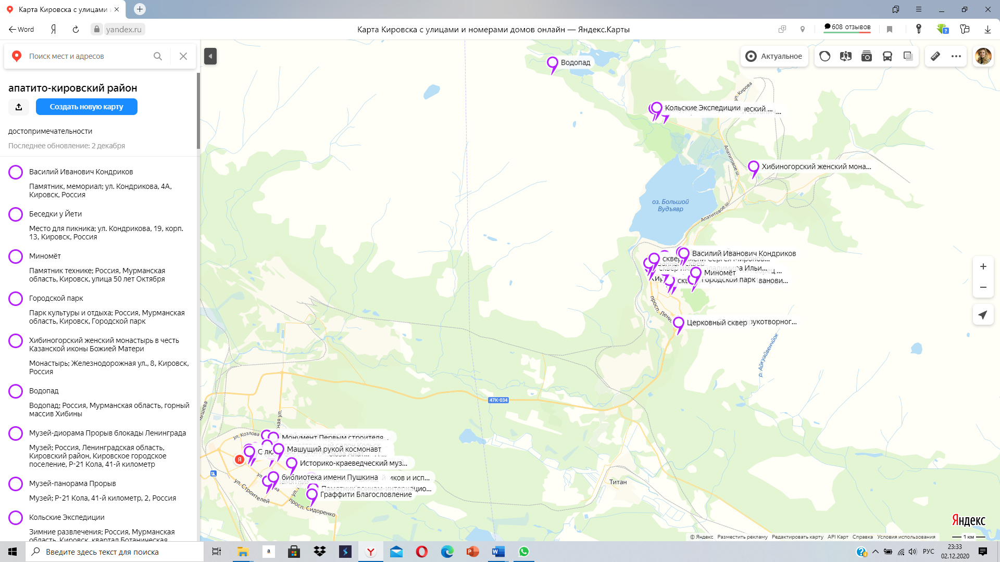 Карта Кировска с улицами и
Word
yandex.ru
Карта Кировска с улицами и номерами домов онлайн — Яндекс.Карты
608 отзывов
Поиск мест и адресов
апатито-кировский район
Создать новую карту
достопримечательности
Последнее обновление: 2 декабря
Василий Иванович Кондриков
Памятник, мемориал; ул. Кондрикова, 4А,
Кировск, Россия
Беседки у Йети
Место для пикника; ул. Кондрикова, 19, корп.
13, Кировск, Россия
Миномёт
Памятник технике; Россия, Мурманская
область, Кировск, улица 50 лет Октября
Городской парк
Парк культуры и отдыха; Россия, Мурманская
область, Кировск, Городской парк
Хибиногорский женский монастырь в честь
Казанской иконы Божией Матери
Монастырь; Железнодорожная ул., 8, Кировск,
Россия
Водопад
Водопад; Россия, Мурманская область, горный
массив Хибины
Музей-диорама Прорыв блокады Ленинграда
Музей; Россия, Ленинградская область,
Кировский район, Кировское городское
поселение, Р-21 Кола, 41-й километр
Музей-панорама Прорыв
Музей; Р-21 Кола, 41-й километр, 2, Россия
Кольские Экспедиции
Зимние развлечения; Россия, Мурманская
область, Кировск, квартал Ботаническая
Актуальное
Водопад
ул. Кирова
Кольские Экспедиции
ческий ...
Апатитовое ш.
Хибиногорский женский мона...
оз. Большой
Вудъявр
Апатитовое ш.
Василий Иванович Кондриков
Миномёт
Городской парк
ванови...
просп. Лени
Церковный сквер
рукотворног...
р. Айкуайвенчйок
47К-034
ул. Козлова
Монумент Первым строителя...
С лю
Машущий рукой космонавт
Историко-краеведческий муз...
библиотека имени Пушкина
иков и исп...
Памятник воинам-интернацио...
Граффити Благословление
ул. Строителей
просп. Сидоренко
Титан
Я
Яндекс
© Яндекс Разместить рекламу Редактировать карту API Карт Справка Условия использования
1 км
Введите здесь текст для поиска
РУС
23:33
02.12.2020